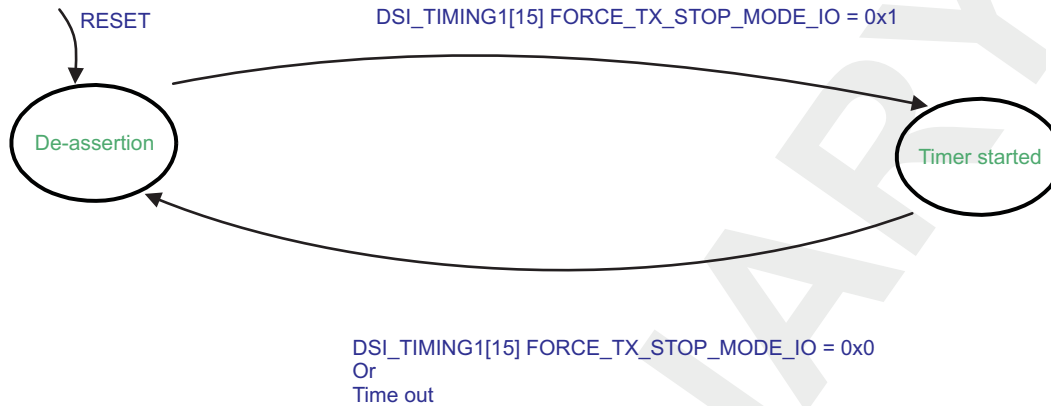 RESET
DSI_TIMING1[15] FORCE_TX_STOP_MODE_IO = 0x1
De-assertion
Timer started
DSI_TIMING1[15] FORCE_TX_STOP_MODE_IO = 0x0
Or
Time out